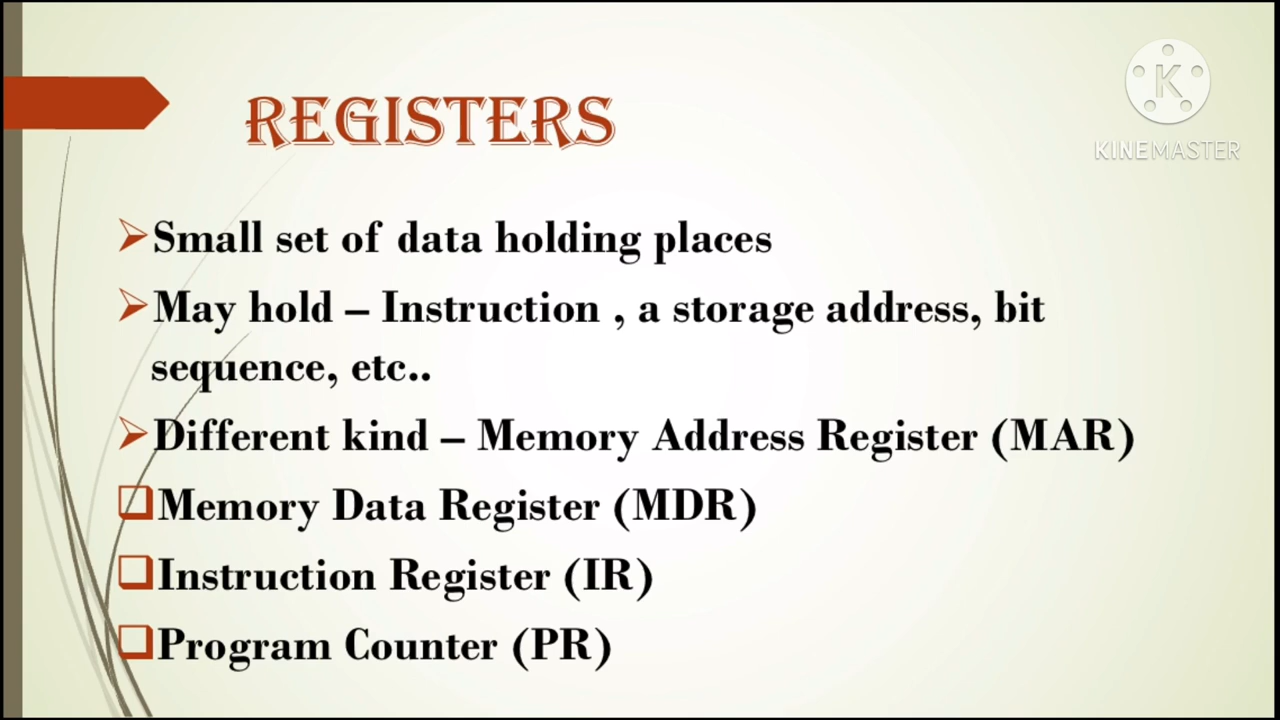 REGISTERS
K
KINEMASTER
Small set of data holding places
May hold – Instruction , a storage address, bit
sequence, etc..
Different kind – Memory Address Register (MAR)
Memory Data Register (MDR)
Instruction Register (IR)
Program Counter (PR)